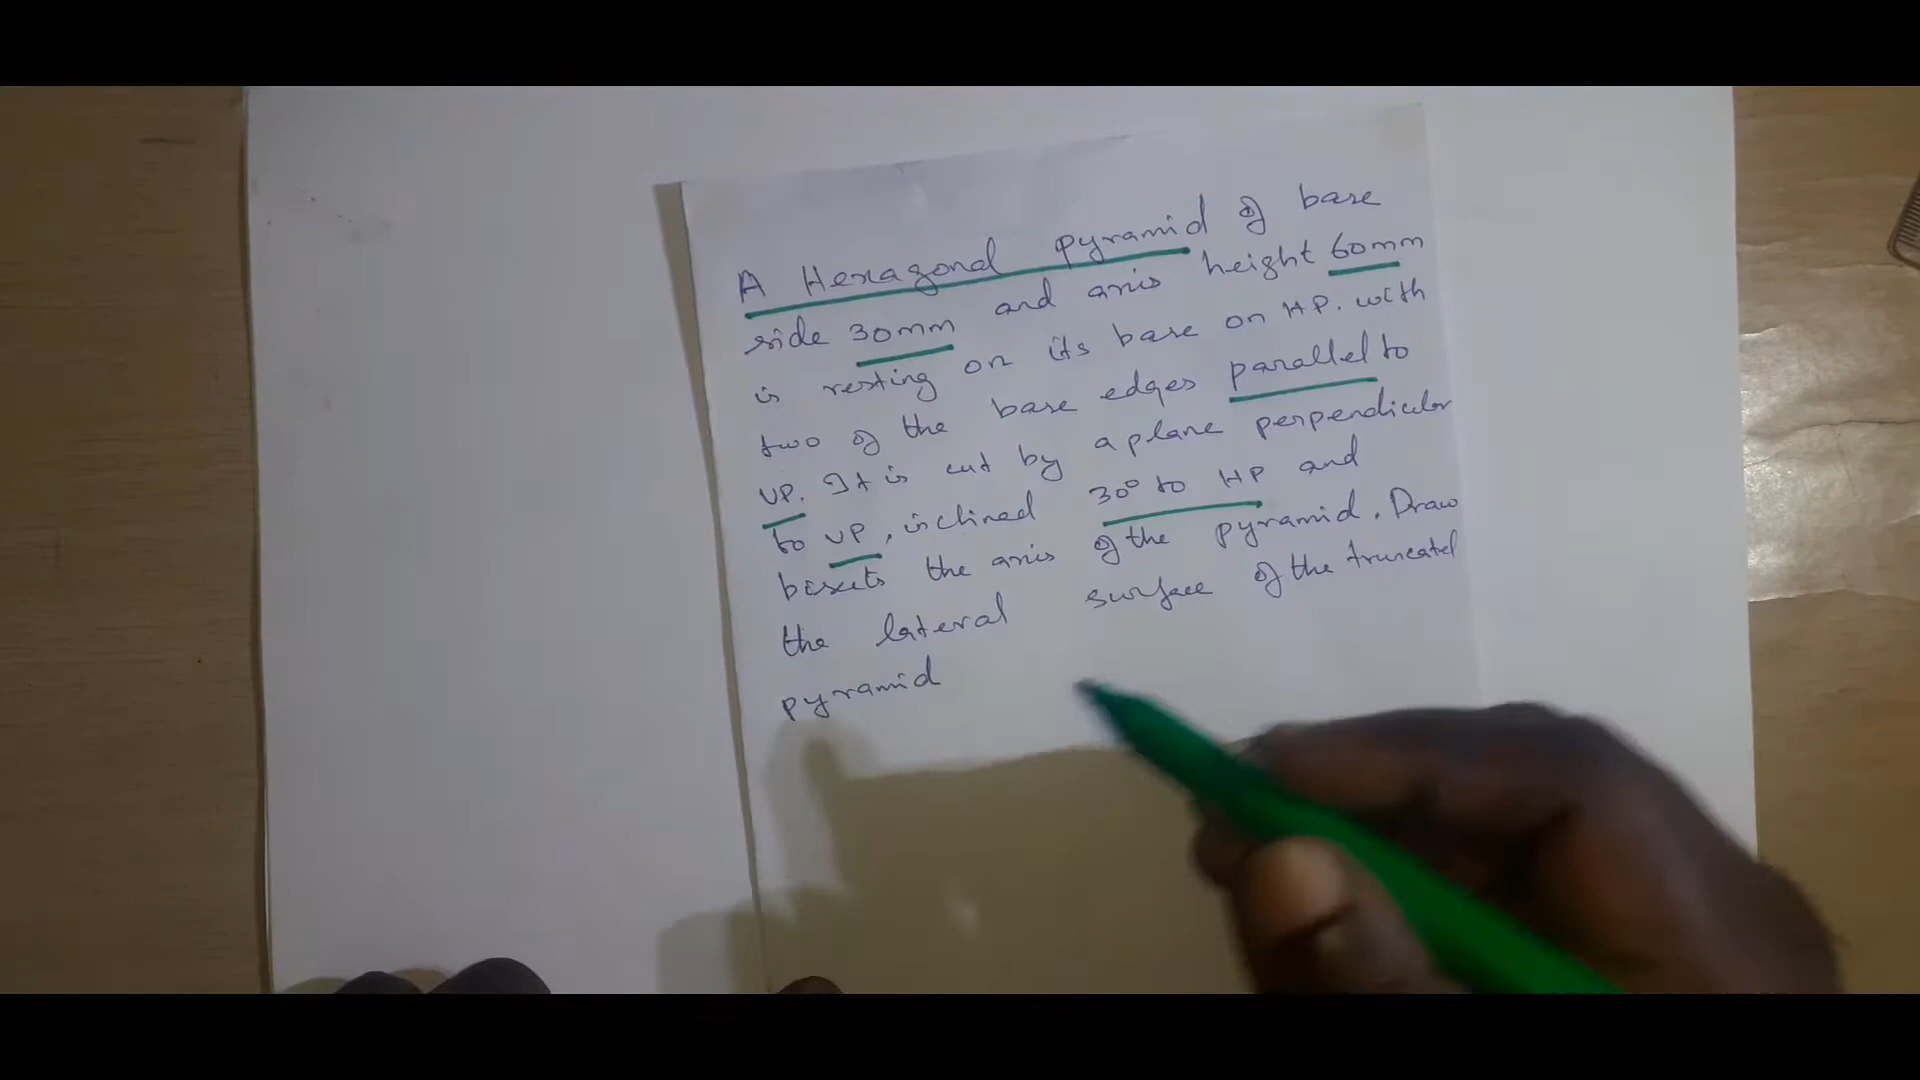 A Hexagonal pyramid of base
side 30mm and axis height 60mm
is resting on its base on HP. with
two of the base edges parallel to
VP. It is cut by a plane perpendicular
to VP, inclined 30° to HP and
bisects the axis of the pyramid. Draw
the lateral surface of the truncated
pyramid